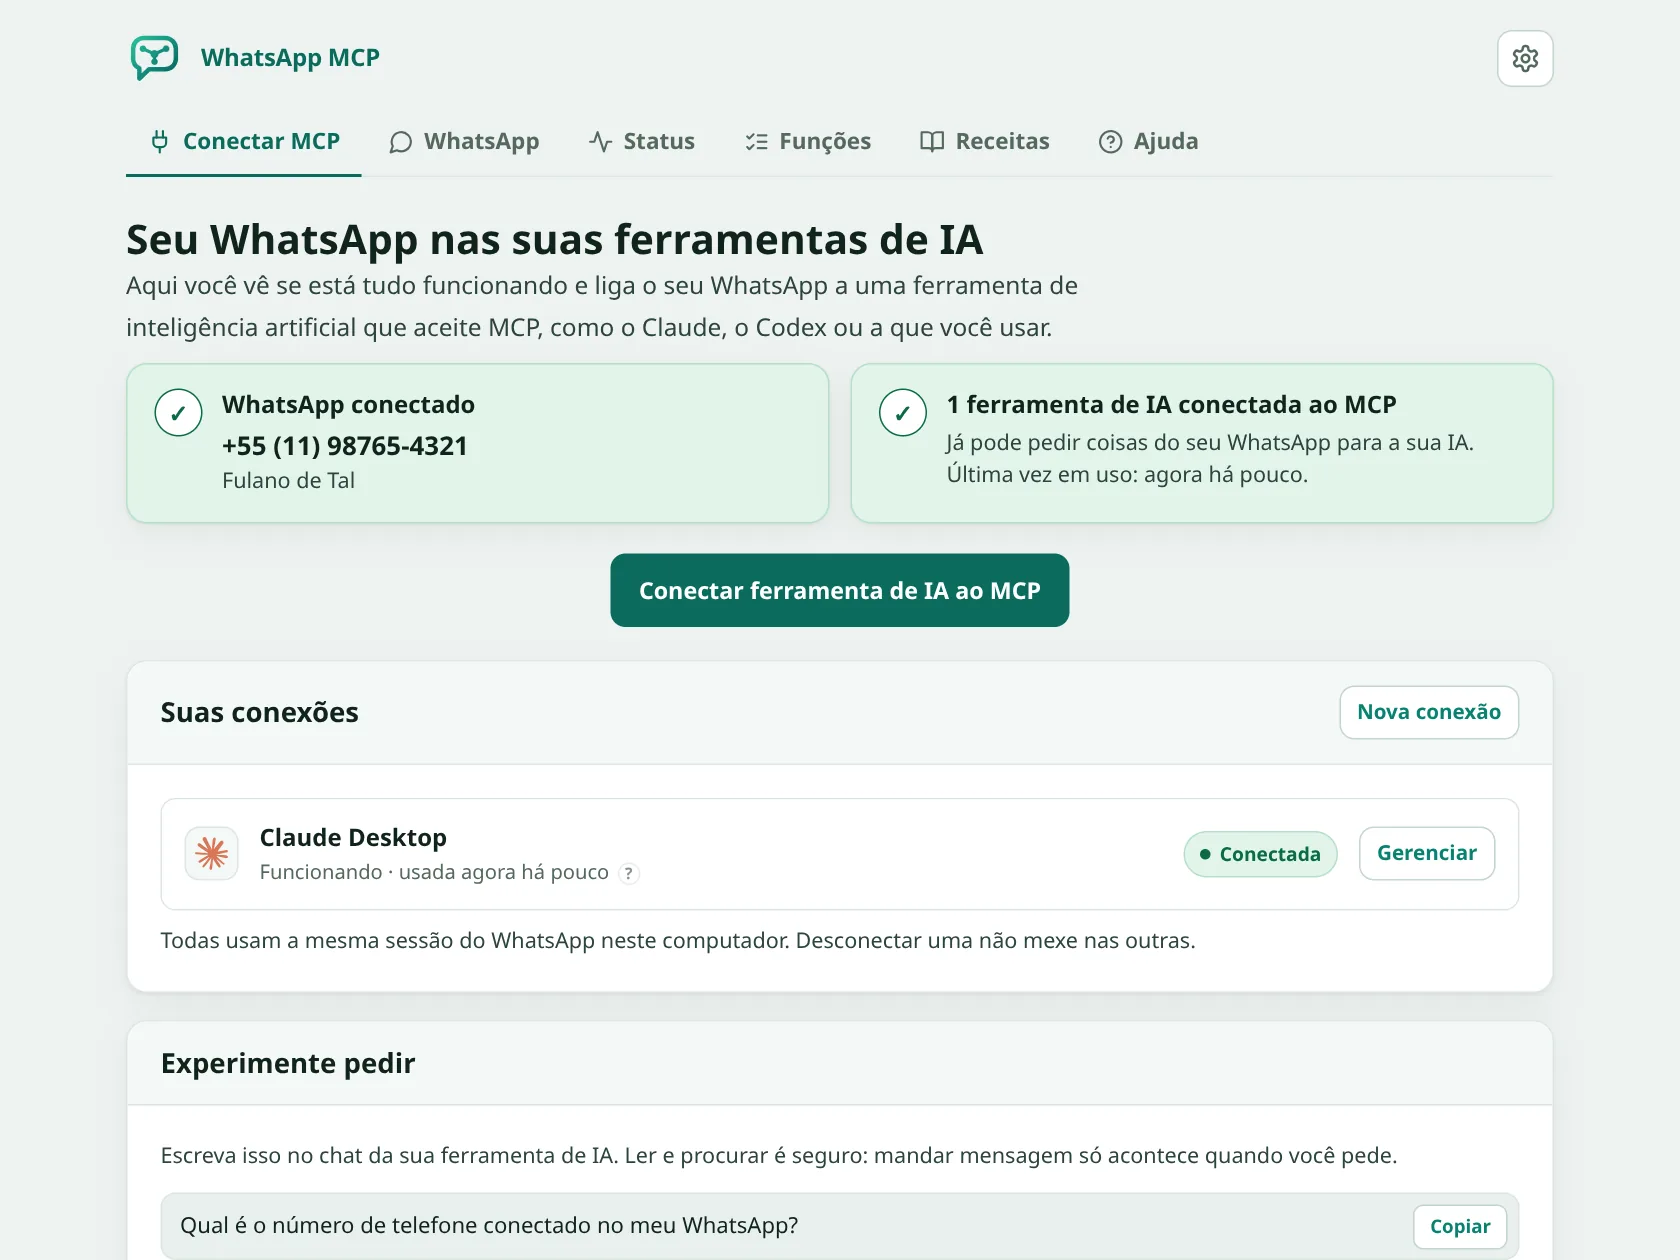 WhatsApp MCP
Conectar MCP
WhatsApp
Status
Funções
Receitas
Ajuda
Seu WhatsApp nas suas ferramentas de IA
Aqui você vê se está tudo funcionando e liga o seu WhatsApp a uma ferramenta de
inteligência artificial que aceite MCP, como o Claude, o Codex ou a que você usar.
✓
WhatsApp conectado
+55 (11) 98765-4321
Fulano de Tal
✓
1 ferramenta de IA conectada ao MCP
Já pode pedir coisas do seu WhatsApp para a sua IA.
Última vez em uso: agora há pouco.
Conectar ferramenta de IA ao MCP
Suas conexões
Nova conexão
Claude Desktop
Funcionando · usada agora há pouco ?
Conectada
Gerenciar
Todas usam a mesma sessão do WhatsApp neste computador. Desconectar uma não mexe nas outras.
Experimente pedir
Escreva isso no chat da sua ferramenta de IA. Ler e procurar é seguro: mandar mensagem só acontece quando você pede.
Qual é o número de telefone conectado no meu WhatsApp?
Copiar